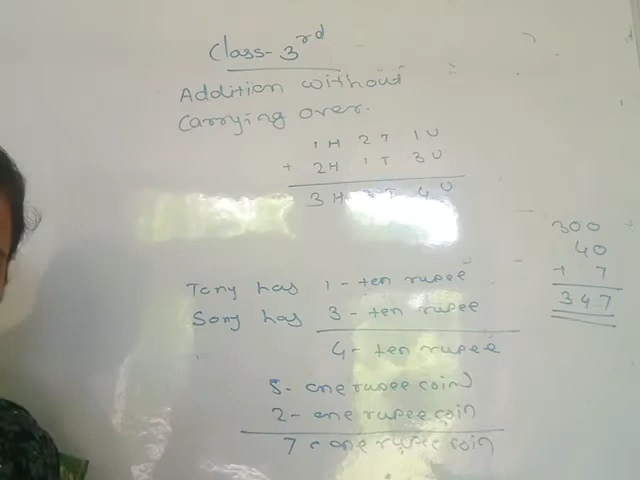 Class-3rd
Addition without
Carrying over.
1H 2T 1U
+ 2H 1T 3U
3H T 4U
Tony has 1-ten rupee
Sony has 3-ten rupee
4-ten rupee
5-one rupee coin
2-one rupee coin
7-one rupee coin
300
40
+ 7
347